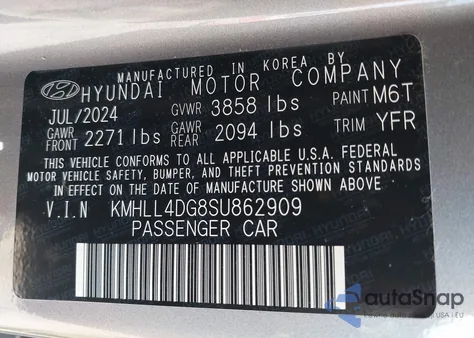 MANUFACTURED IN KOREA BY
HYUNDAI MOTOR COMPANY
JUL/2024 GVWR 3858 lbs PAINT M6T
GAWR FRONT 2271 lbs GAWR REAR 2094 lbs TRIM YFR
THIS VEHICLE CONFORMS TO ALL APPLICABLE U.S.A. FEDERAL
MOTOR VEHICLE SAFETY, BUMPER, AND THEFT PREVENTION STANDARDS
IN EFFECT ON THE DATE OF MANUFACTURE SHOWN ABOVE
V.I.N KMHLL4DG8SU862909
PASSENGER CAR
autoSnap